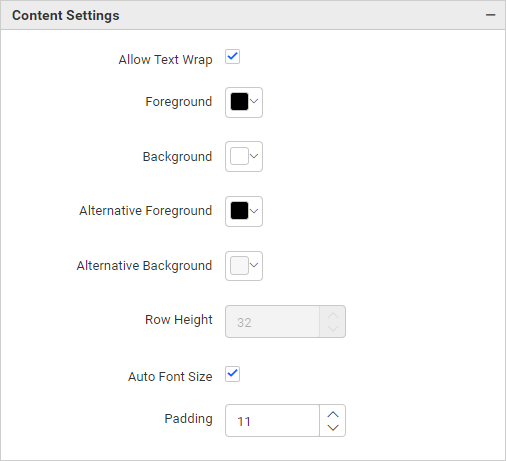 Content Settings
Allow Text Wrap
Foreground
Background
Alternative Foreground
Alternative Background
Row Height 32
Auto Font Size
Padding 11